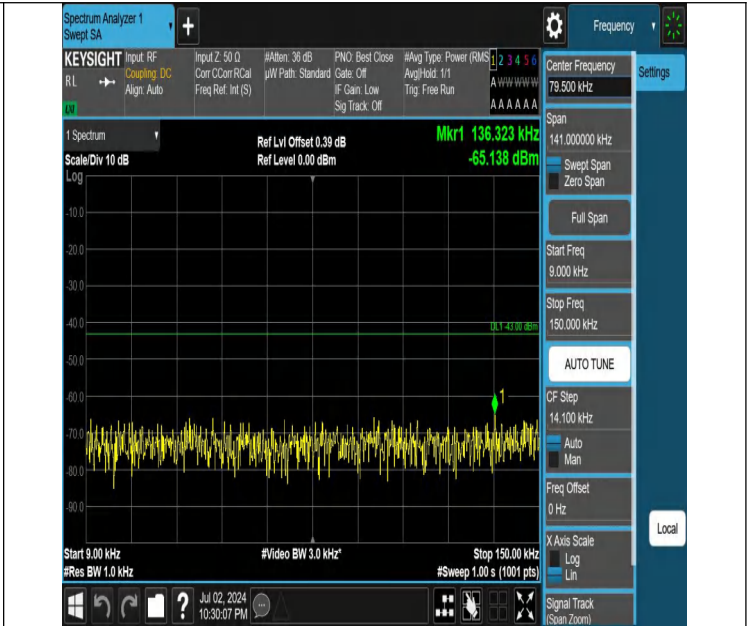 Spectrum Analyzer 1
Swept SA
+
Frequency
KEYSIGHT
RL
Input: RF
Coupling: DC
Align: Auto
Input Z: 50 Ω
Corr CCorr RCal
Freq Ref: Int (S)
#Atten: 36 dB
µW Path: Standard
PNO: Best Close
Gate: Off
IF Gain: Low
Sig Track: Off
#Avg Type: Power (RMS
Avg|Hold: 1/1
Trig: Free Run
1 2 3 4 5 6
A W W W W W
A A A A A A
1 Spectrum
Scale/Div 10 dB
Ref Lvl Offset 0.39 dB
Ref Level 0.00 dBm
Mkr1 136.323 kHz
-65.138 dBm
Log
-10.0
-20.0
-30.0
-40.0
DL1 -43.00 dBm
-50.0
-60.0
1
-70.0
-80.0
-90.0
Start 9.00 kHz
#Video BW 3.0 kHz*
Stop 150.00 kHz
#Res BW 1.0 kHz
#Sweep 1.00 s (1001 pts)
?
Jul 02, 2024
10:30:07 PM
Center Frequency
79.500 kHz
Settings
Span
141.000000 kHz
Swept Span
Zero Span
Full Span
Start Freq
9.000 kHz
Stop Freq
150.000 kHz
AUTO TUNE
CF Step
14.100 kHz
Auto
Man
Freq Offset
0 Hz
Local
X Axis Scale
Log
Lin
Signal Track
(Span Zoom)